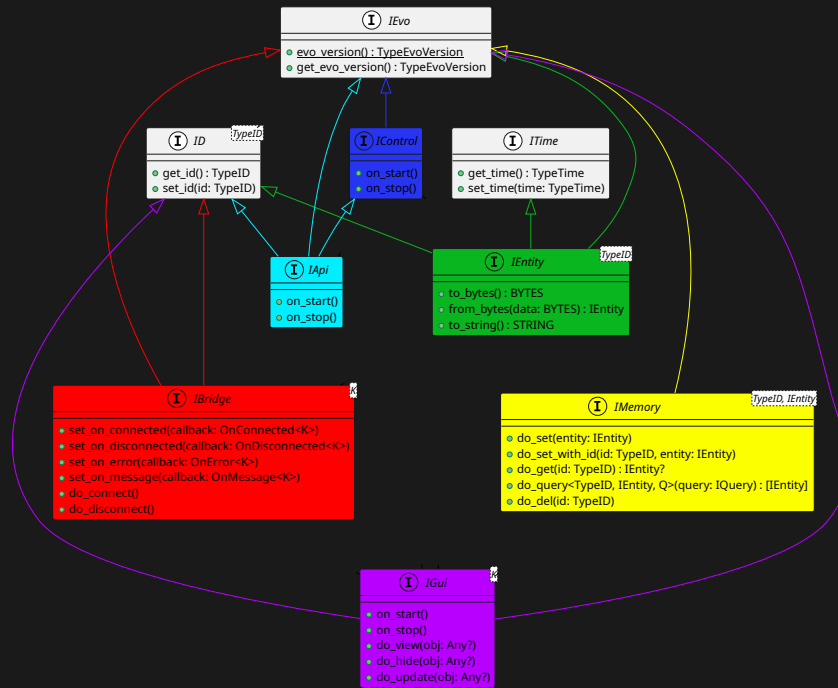 I IEvo
evo_version() : TypeEvoVersion
get_evo_version() : TypeEvoVersion
I ID
TypeID
get_id() : TypeID
set_id(id: TypeID)
I IControl
on_start()
on_stop()
I ITime
get_time() : TypeTime
set_time(time: TypeTime)
I IApi
on_start()
on_stop()
I IEntity
TypeID
to_bytes() : BYTES
from_bytes(data: BYTES) : IEntity
to_string() : STRING
I IBridge
K
set_on_connected(callback: OnConnected<K>)
set_on_disconnected(callback: OnDisconnected<K>)
set_on_error(callback: OnError<K>)
set_on_message(callback: OnMessage<K>)
do_connect()
do_disconnect()
I IMemory
TypeID, IEntity
do_set(entity: IEntity)
do_set_with_id(id: TypeID, entity: IEntity)
do_get(id: TypeID) : IEntity?
do_query<TypeID, IEntity, Q>(query: IQuery) : [IEntity]
do_del(id: TypeID)
I IGui
K
on_start()
on_stop()
do_view(obj: Any?)
do_hide(obj: Any?)
do_update(obj: Any?)